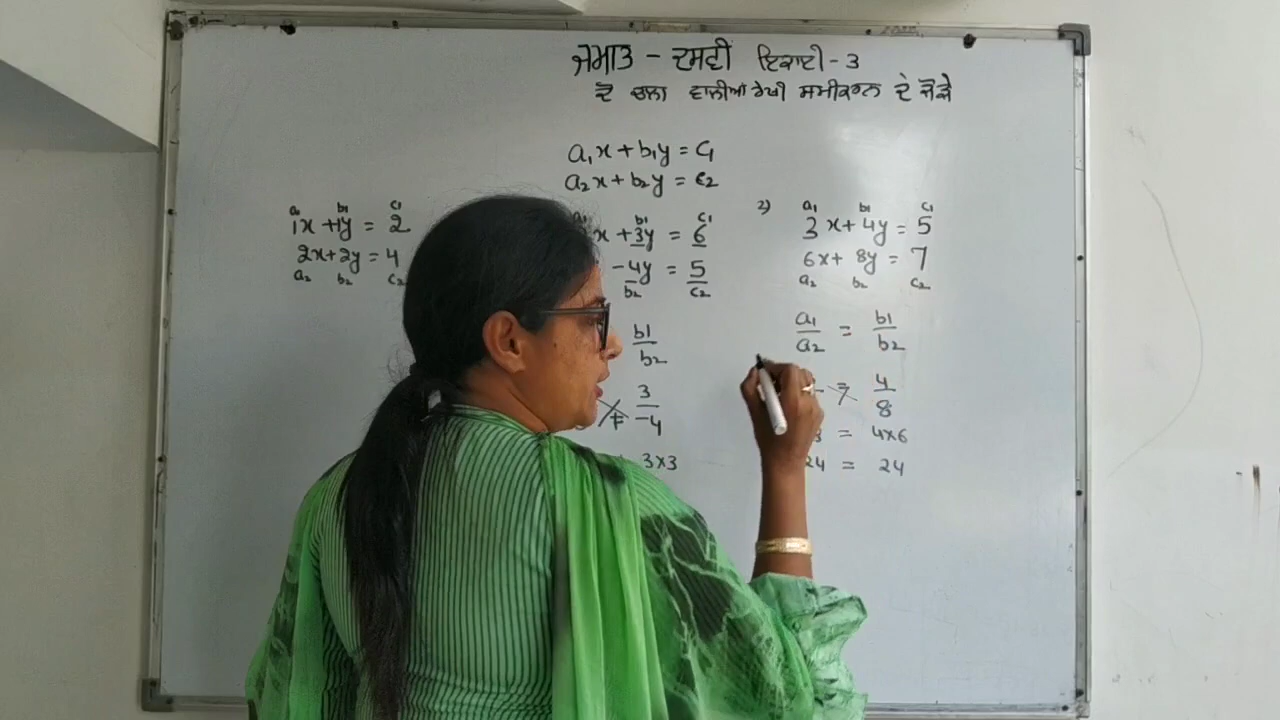 ਜਮਾਤ - ਦਸਵੀਂ ਇਕਾਈ - 3
ਦੋ ਚਲਾਂ ਵਾਲੀਆਂ ਰੇਖੀ ਸਮੀਕਰਨ ਦੇ ਜੋੜੇ
a₁x + b₁y = C₁
a₂x + b₂y = C₂
a₁ b₁ c₁
1x + 1y = 2
2x + 2y = 4
a₂ b₂ c₂
b₁ c₁
x + 3y = 6
-4y = 5
b₂ c₂
b₁/b₂
≠ 3/-4
3×3
2) a₁ b₁ c₁
3x + 4y = 5
6x + 8y = 7
a₂ b₂ c₂
a₁/a₂ = b₁/b₂
= 4/8
= 4×6
24 = 24